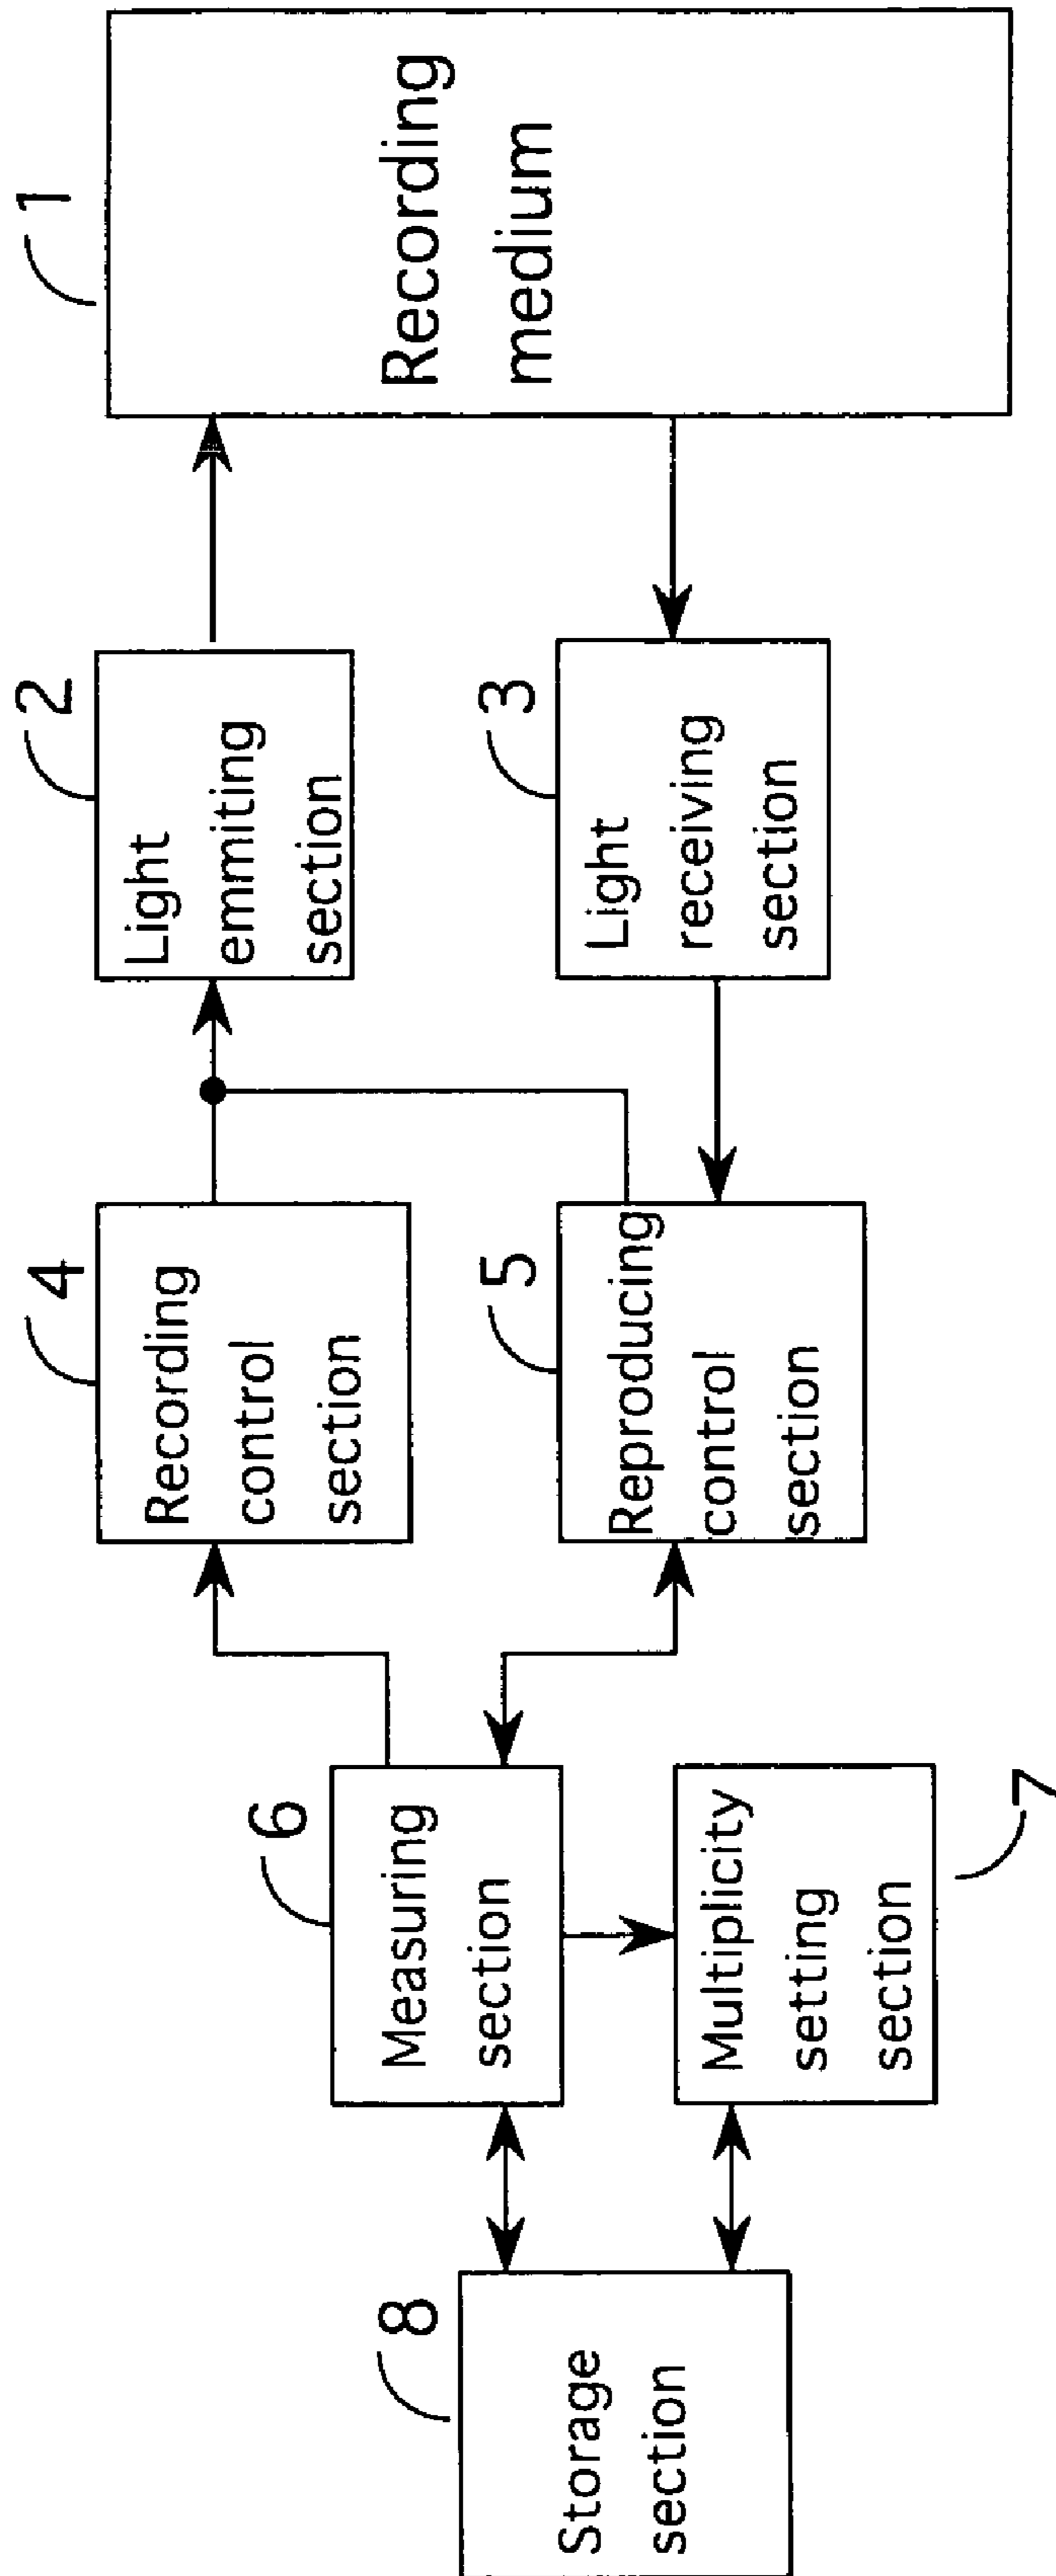 8
Storage
section
6
Measuring
section
Multiplicity
setting
section
7
4
Recording
control
section
5
Reproducing
control
section
2
Light
emmiting
section
3
Light
receiving
section
1
Recording
medium